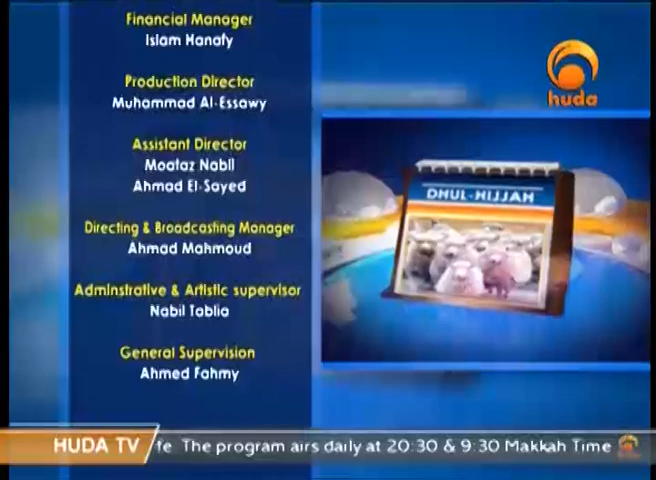 Financial Manager
Islam Hanafy
Production Director
Muhammad Al-Essawy
Assistant Director
Moataz Nabil
Ahmad El-Sayed
Directing & Broadcasting Manager
Ahmad Mahmoud
Adminstrative & Artistic supervisor
Nabil Tablia
General Supervision
Ahmed Fahmy
huda
DHUL-HIJJAH
HUDA TV
te The program airs daily at 20:30 & 9:30 Makkah Time